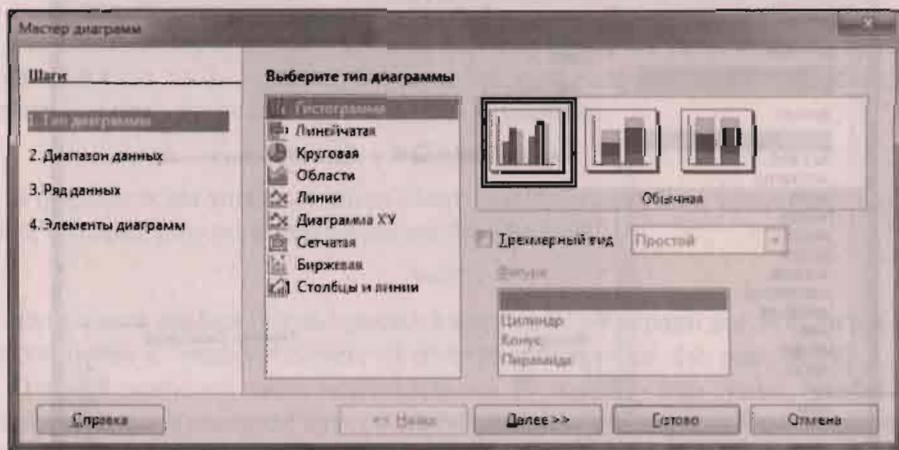 Мастер диаграмм
Шаги
1. Тип диаграммы
2. Диапазон данных
3. Ряд данных
4. Элементы диаграмм
Выберите тип диаграммы
Гистограмма
Линейчатая
Круговая
Области
Линии
Диаграмма XY
Сетчатая
Биржевая
Столбцы и линии
Обычная
Трехмерный вид
Простой
Фигура
Цилиндр
Конус
Пирамида
Справка
<< Назад
Далее >>
Готово
Отмена